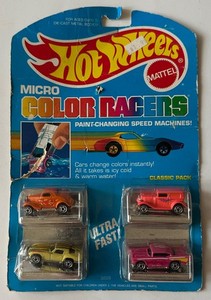 Hot Wheels
MATTEL
MICRO
COLOR RACERS
PAINT-CHANGING SPEED MACHINES!
Cars change colors instantly!
All it takes is icy cold
& warm water!
CLASSIC PACK
ULTRA
FAST!